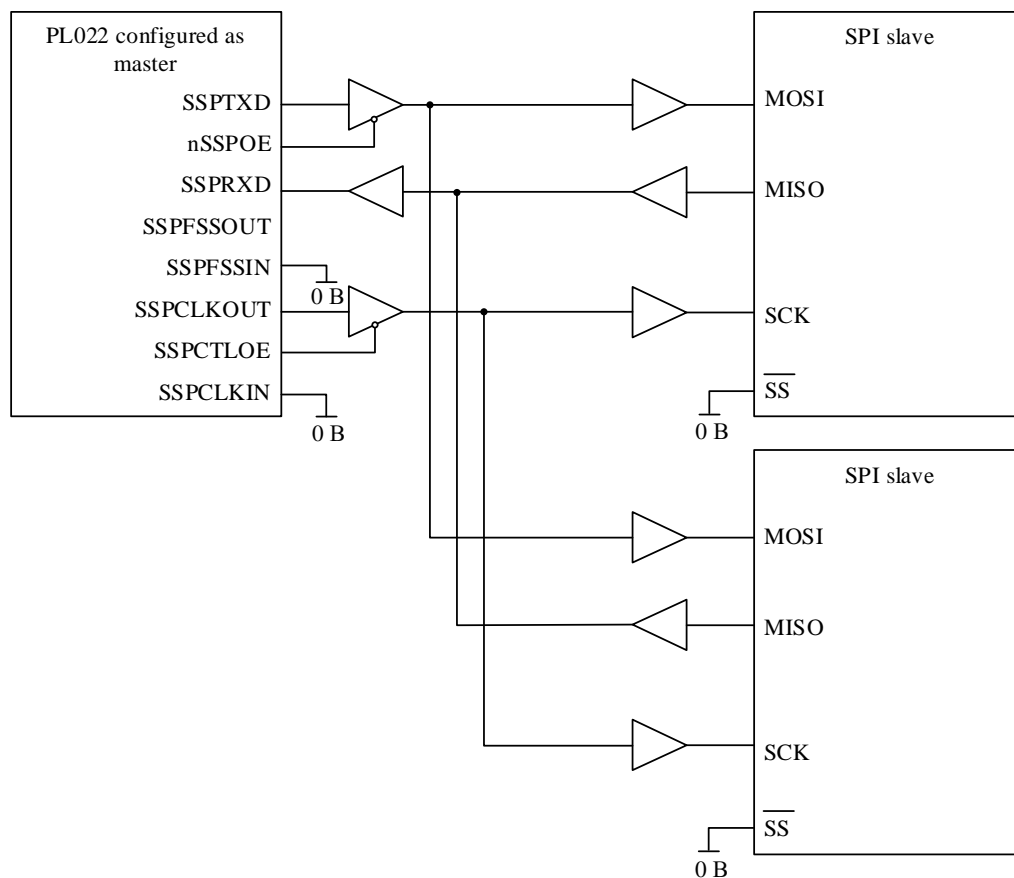 PL022 configured as
master
SSPTXD
nSSPOE
SSPRXD
SSPFSSOUT
SSPFSSIN
0 B
SSPCLKOUT
SSPCTLOE
SSPCLKIN
0 B
SPI slave
MOSI
MISO
SCK
SS
0 B
SPI slave
MOSI
MISO
SCK
SS
0 B